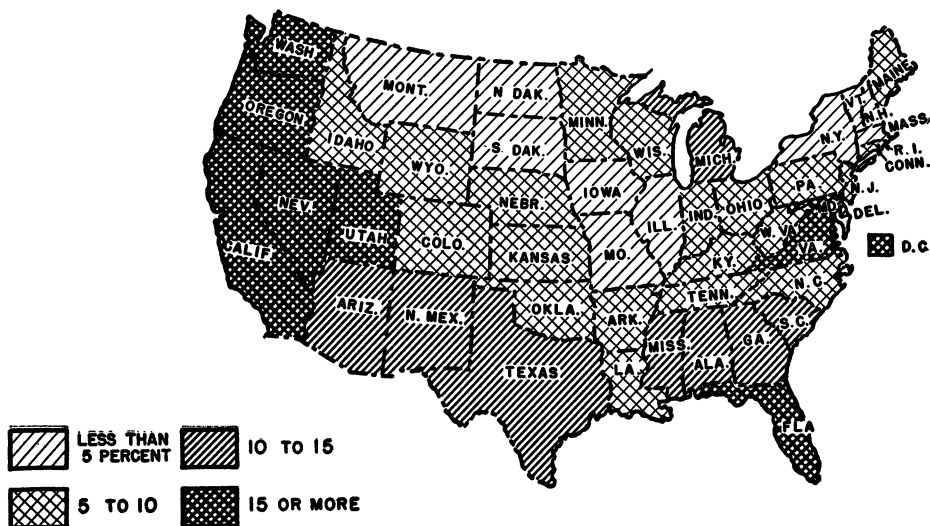 WASH.
MONT.
N DAK.
MINN.
VT.
MAINE
OREGON
IDAHO
S. DAK.
WIS.
MICH.
N.Y.
N.H.
MASS.
R.I.
CONN.
WYO.
IOWA
PA.
N.J.
NEV.
NEBR.
ILL.
IND.
OHIO
W. VA.
MD.
DEL.
D.C.
UTAH
COLO.
KANSAS
MO.
KY.
VA.
CALIF.
N.C.
ARIZ.
N. MEX.
OKLA.
ARK.
TENN.
S.C.
TEXAS
LA.
MISS.
ALA.
GA.
FLA
LESS THAN
5 PERCENT
10 TO 15
5 TO 10
15 OR MORE